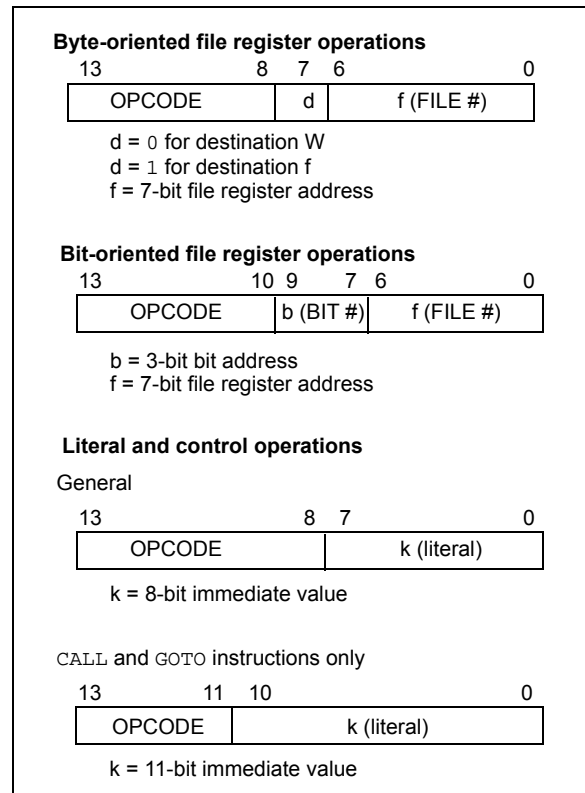 Byte-oriented file register operations
13 8 7 6 0
OPCODE d f (FILE #)
d = 0 for destination W
d = 1 for destination f
f = 7-bit file register address
Bit-oriented file register operations
13 10 9 7 6 0
OPCODE b (BIT #) f (FILE #)
b = 3-bit bit address
f = 7-bit file register address
Literal and control operations
General
13 8 7 0
OPCODE k (literal)
k = 8-bit immediate value
CALL and GOTO instructions only
13 11 10 0
OPCODE k (literal)
k = 11-bit immediate value